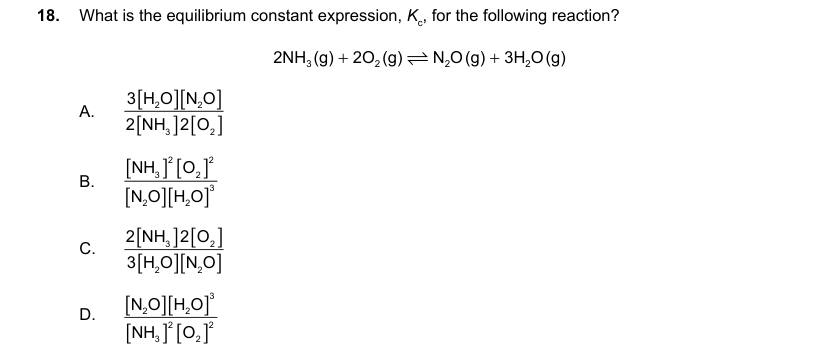 18. What is the equilibrium constant expression, K꜀, for the following reaction?
2NH₃(g) + 2O₂(g) ⇌ N₂O(g) + 3H₂O(g)
A. 3[H₂O][N₂O]
2[NH₃]2[O₂]
B. [NH₃]²[O₂]²
[N₂O][H₂O]³
C. 2[NH₃]2[O₂]
3[H₂O][N₂O]
D. [N₂O][H₂O]³
[NH₃]²[O₂]²